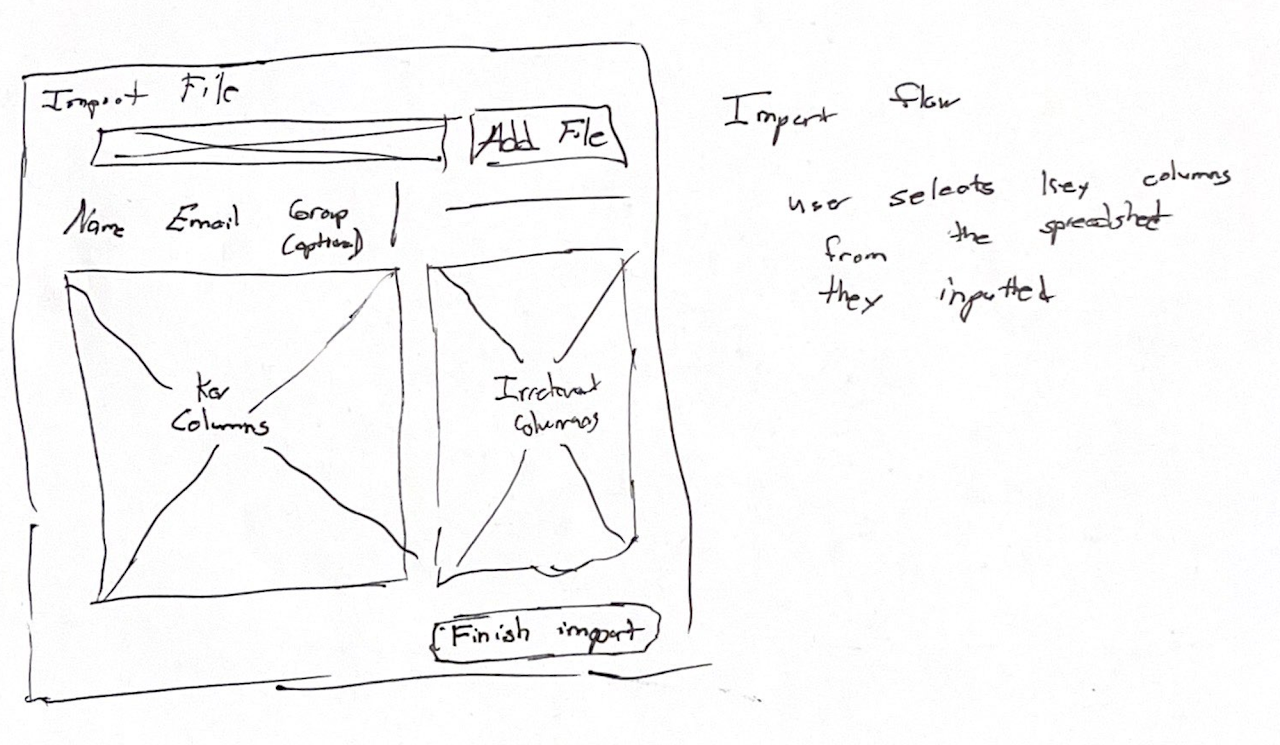 Import File
Add File
Name Email Group
(optional)
Key
Columns
Irrelevant
Columns
Finish import
Import flow
user selects key columns
from the spreadsheet
they inputted